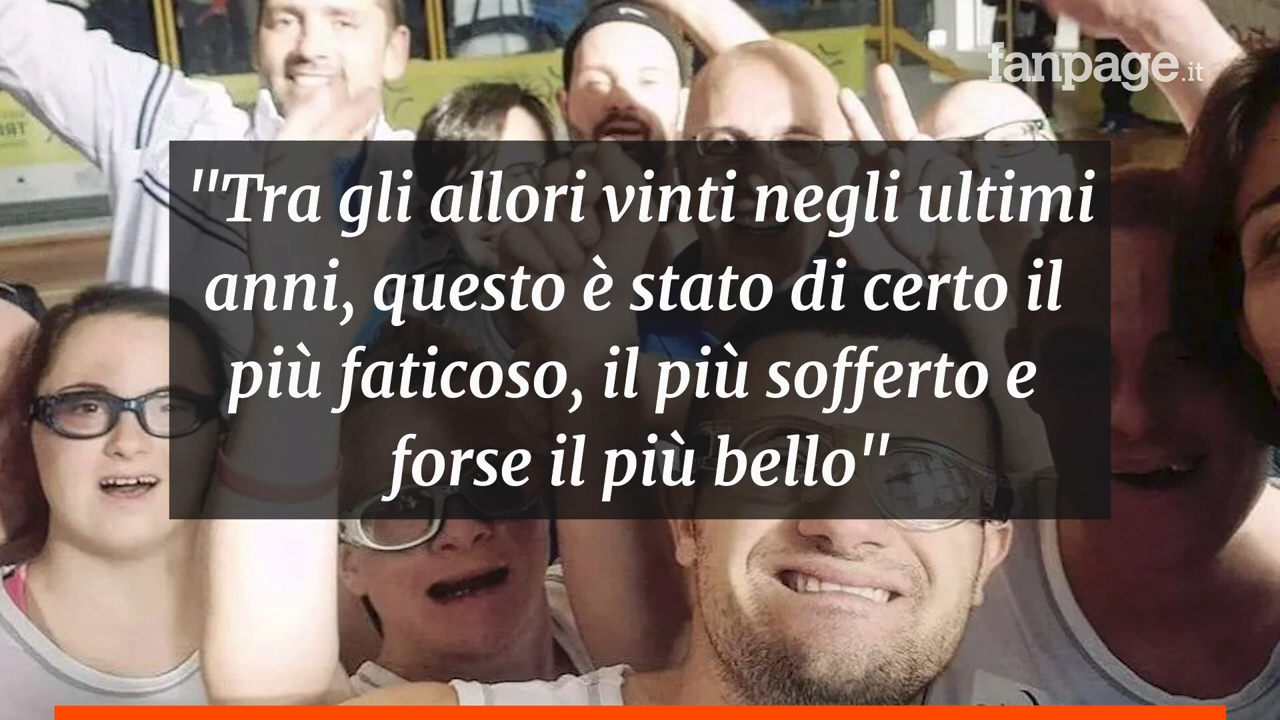 fanpage.it
"Tra gli allori vinti negli ultimi
anni, questo è stato di certo il
più faticoso, il più sofferto e
forse il più bello"